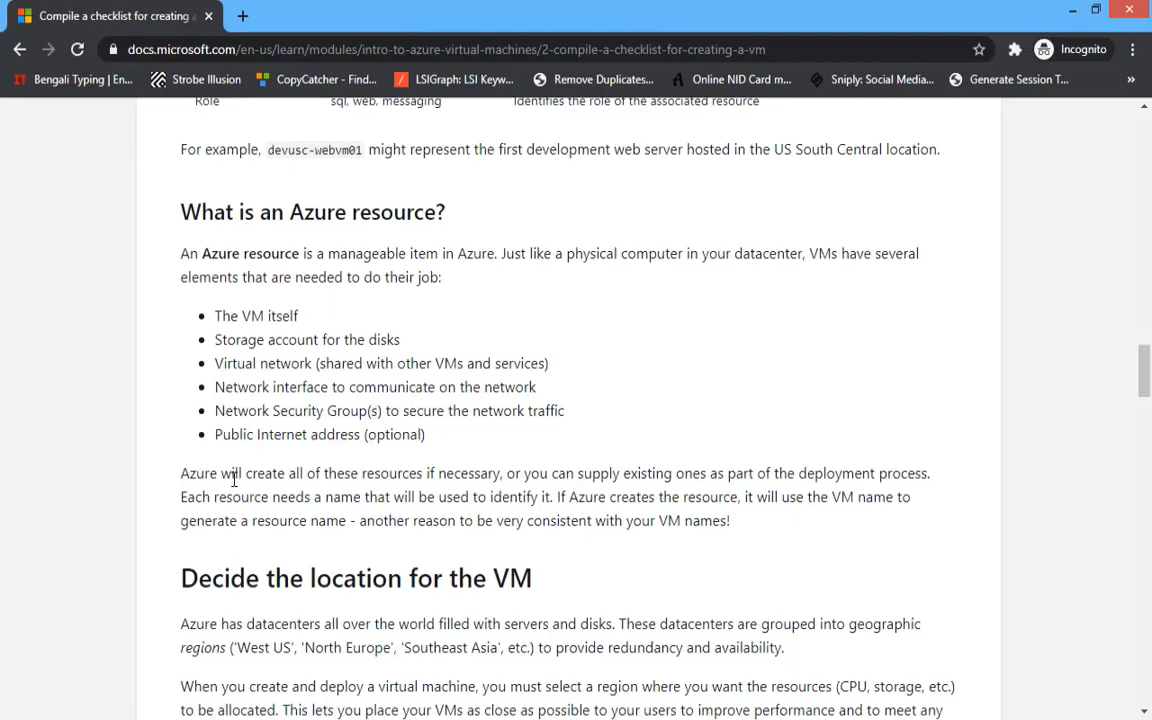 Compile a checklist for creating a
docs.microsoft.com/en-us/learn/modules/intro-to-azure-virtual-machines/2-compile-a-checklist-for-creating-a-vm
Incognito
Bengali Typing | En...
Strobe Illusion
CopyCatcher - Find...
LSIGraph: LSI Keyw...
Remove Duplicates...
Online NID Card m...
Sniply: Social Media...
Generate Session T...
»
Role sql, web, messaging Identifies the role of the associated resource
For example, devusc-webvm01 might represent the first development web server hosted in the US South Central location.
What is an Azure resource?
An Azure resource is a manageable item in Azure. Just like a physical computer in your datacenter, VMs have several
elements that are needed to do their job:
• The VM itself
• Storage account for the disks
• Virtual network (shared with other VMs and services)
• Network interface to communicate on the network
• Network Security Group(s) to secure the network traffic
• Public Internet address (optional)
Azure will create all of these resources if necessary, or you can supply existing ones as part of the deployment process.
Each resource needs a name that will be used to identify it. If Azure creates the resource, it will use the VM name to
generate a resource name - another reason to be very consistent with your VM names!
Decide the location for the VM
Azure has datacenters all over the world filled with servers and disks. These datacenters are grouped into geographic
regions ('West US', 'North Europe', 'Southeast Asia', etc.) to provide redundancy and availability.
When you create and deploy a virtual machine, you must select a region where you want the resources (CPU, storage, etc.)
to be allocated. This lets you place your VMs as close as possible to your users to improve performance and to meet any